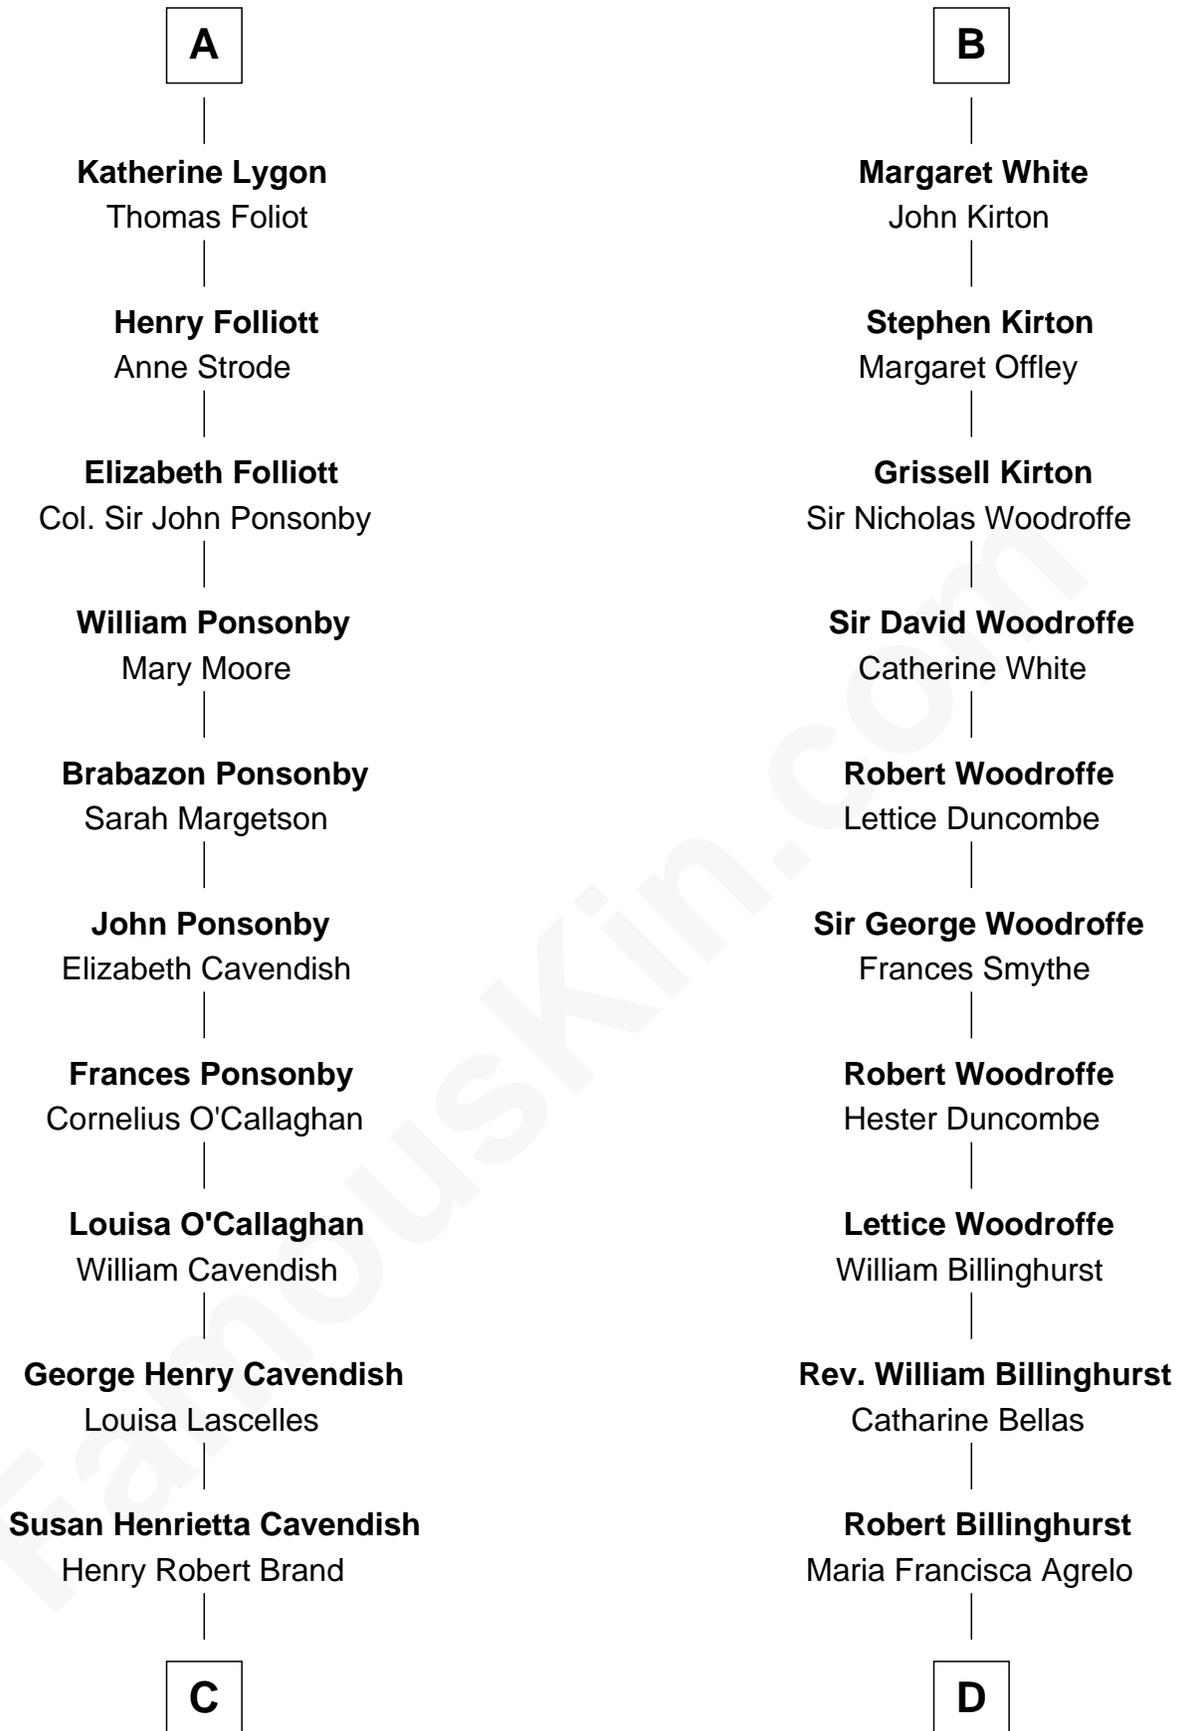 A
Katherine Lygon
Thomas Foliot
Henry Folliott
Anne Strode
Elizabeth Folliott
Col. Sir John Ponsonby
William Ponsonby
Mary Moore
Brabazon Ponsonby
Sarah Margetson
John Ponsonby
Elizabeth Cavendish
Frances Ponsonby
Cornelius O'Callaghan
Louisa O'Callaghan
William Cavendish
George Henry Cavendish
Louisa Lascelles
Susan Henrietta Cavendish
Henry Robert Brand
C
B
Margaret White
John Kirton
Stephen Kirton
Margaret Offley
Grissell Kirton
Sir Nicholas Woodroffe
Sir David Woodroffe
Catherine White
Robert Woodroffe
Lettice Duncombe
Sir George Woodroffe
Frances Smythe
Robert Woodroffe
Hester Duncombe
Lettice Woodroffe
William Billinghurst
Rev. William Billinghurst
Catharine Bellas
Robert Billinghurst
Maria Francisca Agrelo
D
FamousKin.com